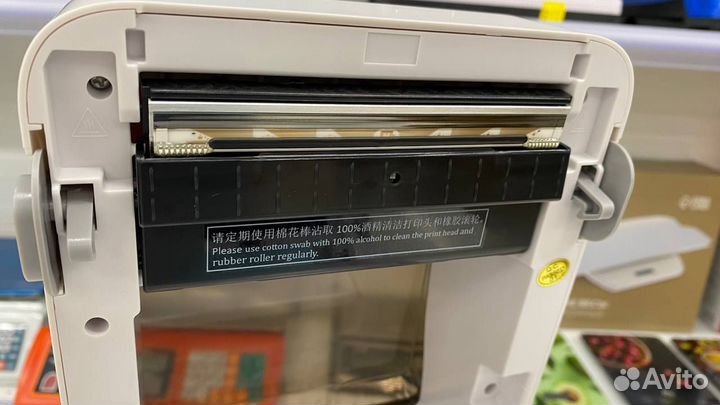 请定期使用棉花棒沾取 100%酒精清洁打印头和橡胶滚轮。
Please use cotton swab with 100% alcohol to clean the print head and
rubber roller regularly.
Avito